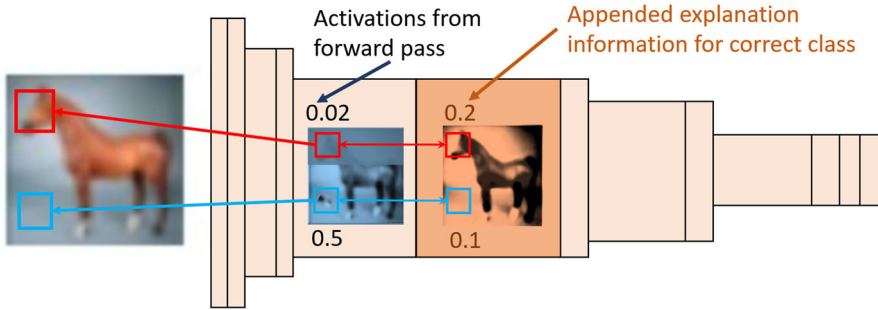 Activations from
forward pass
Appended explanation
information for correct class
0.02
0.2
0.5
0.1